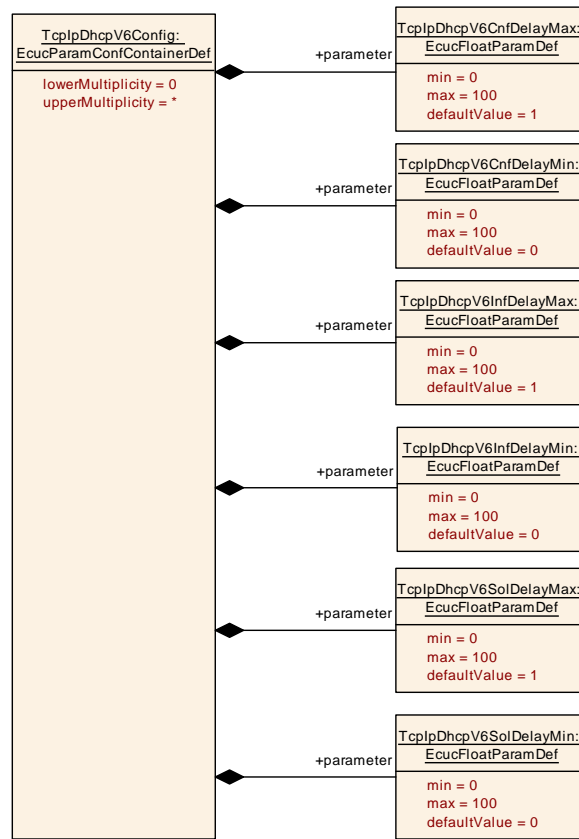 TcpIpDhcpV6Config:
EcucParamConfContainerDef
lowerMultiplicity = 0
upperMultiplicity = *
+parameter
TcpIpDhcpV6CnfDelayMax:
EcucFloatParamDef
min = 0
max = 100
defaultValue = 1
+parameter
TcpIpDhcpV6CnfDelayMin:
EcucFloatParamDef
min = 0
max = 100
defaultValue = 0
+parameter
TcpIpDhcpV6InfDelayMax:
EcucFloatParamDef
min = 0
max = 100
defaultValue = 1
+parameter
TcpIpDhcpV6InfDelayMin:
EcucFloatParamDef
min = 0
max = 100
defaultValue = 0
+parameter
TcpIpDhcpV6SolDelayMax:
EcucFloatParamDef
min = 0
max = 100
defaultValue = 1
+parameter
TcpIpDhcpV6SolDelayMin:
EcucFloatParamDef
min = 0
max = 100
defaultValue = 0